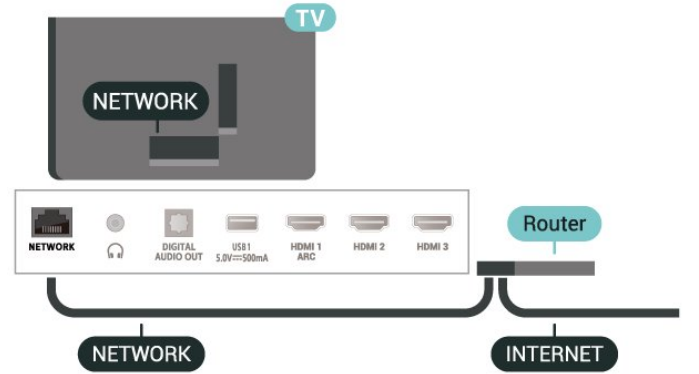 TV
NETWORK
NETWORK
DIGITAL
AUDIO OUT
USB 1
5.0V⎓500mA
HDMI 1
ARC
HDMI 2
HDMI 3
Router
NETWORK
INTERNET